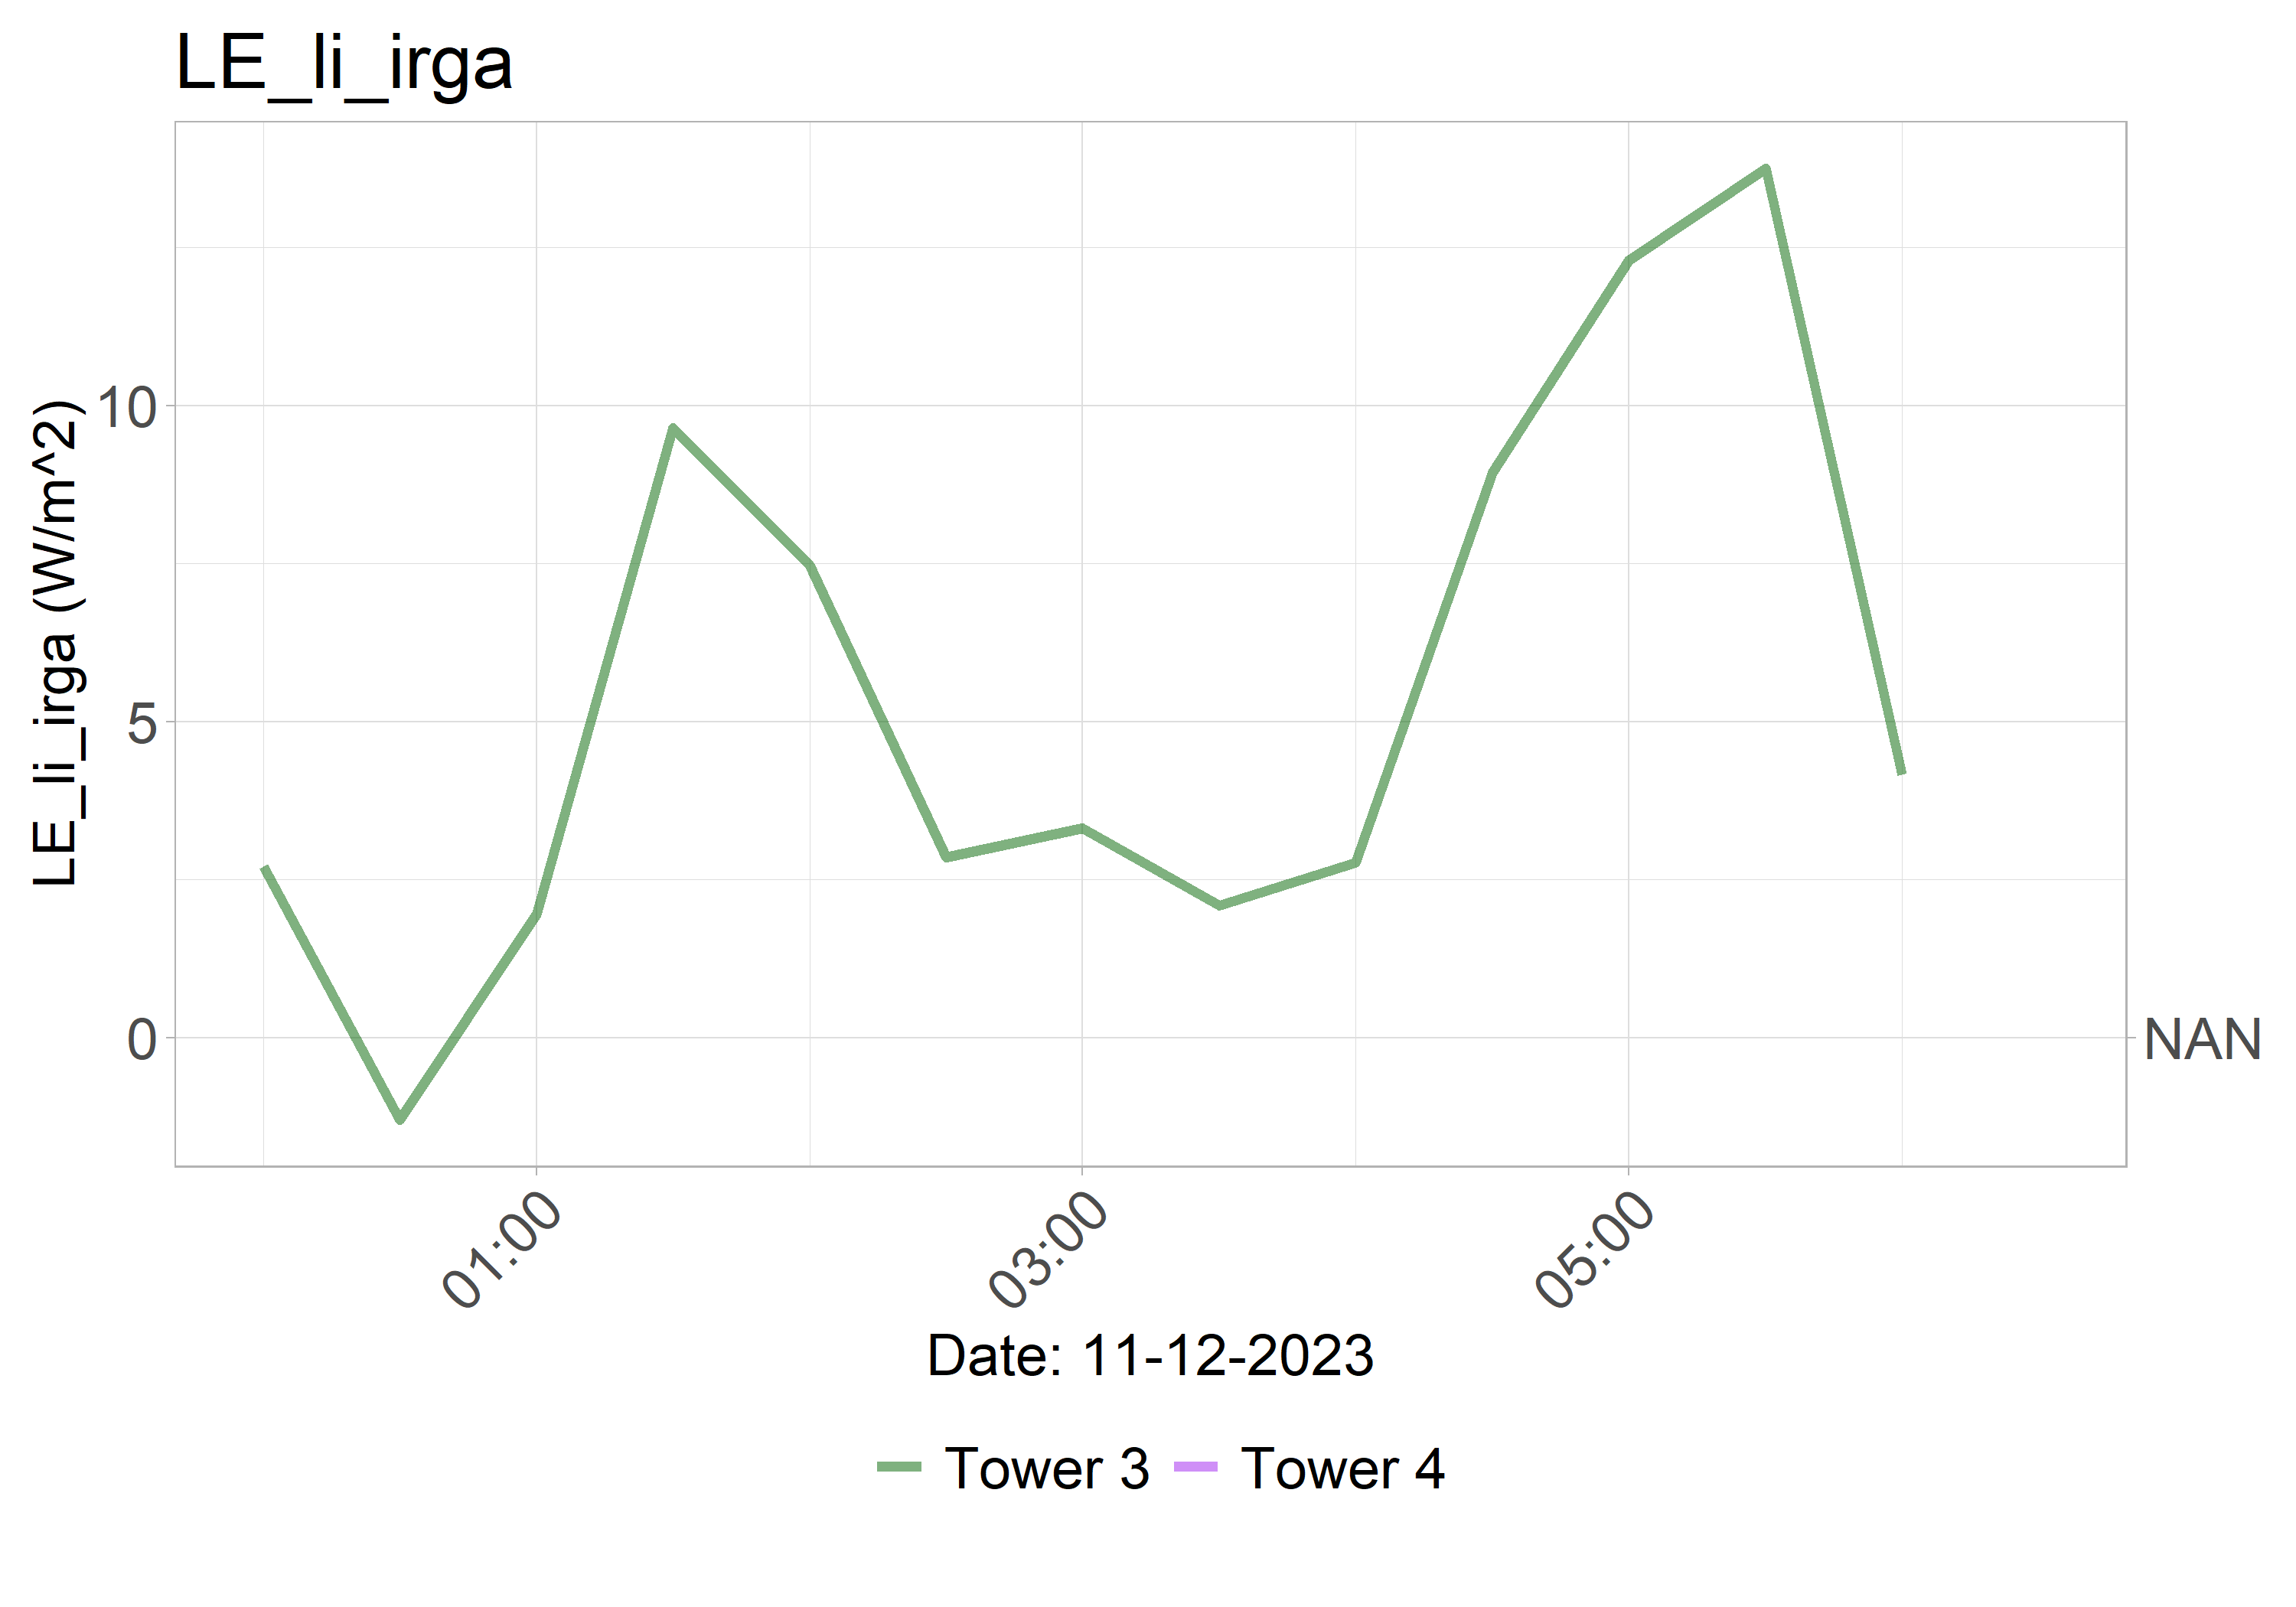 LE_li_irga
LE_li_irga (W/m^2)
10
5
0
NAN
01:00
03:00
05:00
Date: 11-12-2023
Tower 3
Tower 4